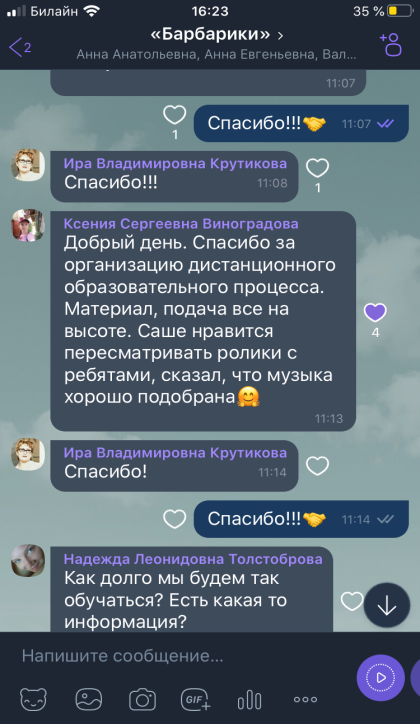 Билайн 16:23 35 %
2 «Барбарики» >
Анна Анатольевна, Анна Евгеньевна, Вал...
11:07
Спасибо!!! 11:07
1
Ира Владимировна Крутикова
Спасибо!!! 11:08
1
Ксения Сергеевна Виноградова
Добрый день. Спасибо за
организацию дистанционного
образовательного процесса.
Материал, подача все на
высоте. Саше нравится
пересматривать ролики с
ребятами, сказал, что музыка
хорошо подобрана🤗
4
11:13
Ира Владимировна Крутикова
Спасибо! 11:14
Спасибо!!! 11:14
Надежда Леонидовна Толстоброва
Как долго мы будем так
обучаться? Есть какая то
информация?
Напишите сообщение...
GIF